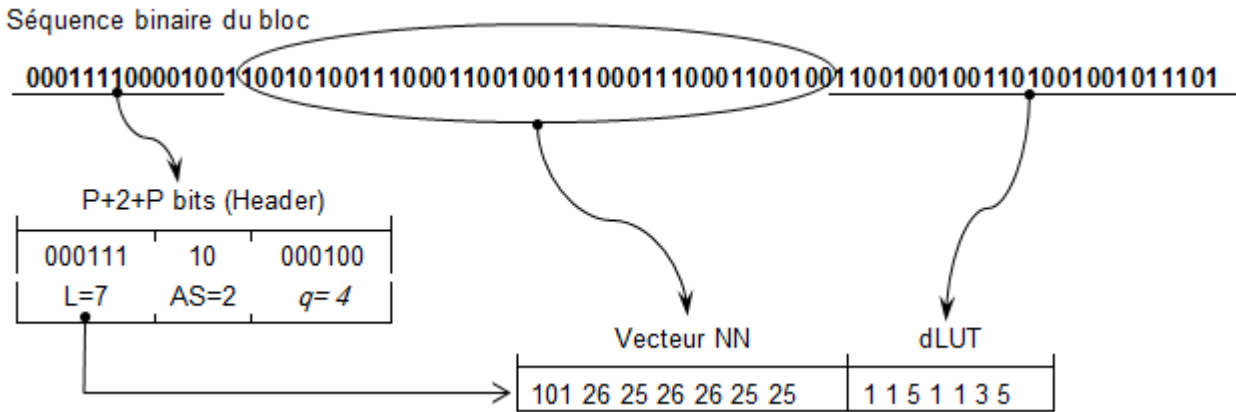 Séquence binaire du bloc
000111100001001100101001110001100100111000111000110010011001001001101001001011101
P+2+P bits (Header)
000111 10 000100
L=7 AS=2 q= 4
Vecteur NN dLUT
101 26 25 26 26 25 25 1 1 5 1 1 3 5